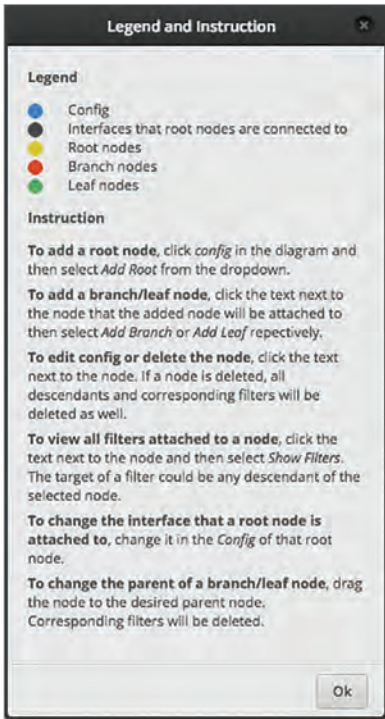 Legend and Instruction
Legend
Config
Interfaces that root nodes are connected to
Root nodes
Branch nodes
Leaf nodes
Instruction
To add a root node, click config in the diagram and
then select Add Root from the dropdown.
To add a branch/leaf node, click the text next to
the node that the added node will be attached to
then select Add Branch or Add Leaf repectively.
To edit config or delete the node, click the text
next to the node. If a node is deleted, all
descendants and corresponding filters will be
deleted as well.
To view all filters attached to a node, click the
text next to the node and then select Show Filters.
The target of a filter could be any descendant of the
selected node.
To change the interface that a root node is
attached to, change it in the Config of that root
node.
To change the parent of a branch/leaf node, drag
the node to the desired parent node.
Corresponding filters will be deleted.
Ok